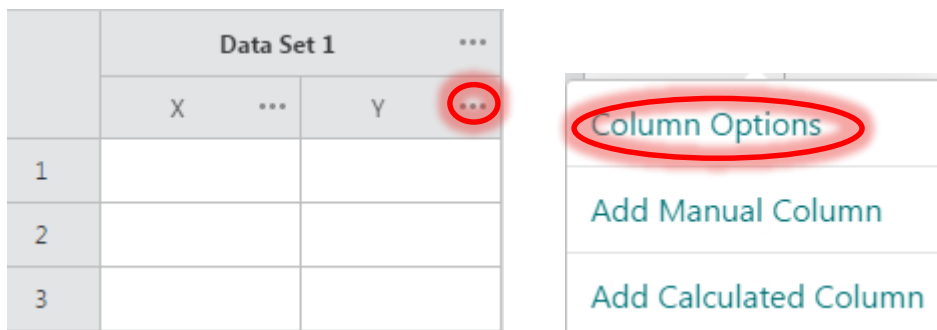 Data Set 1 ...
X ... Y ...
1
2
3
Column Options
Add Manual Column
Add Calculated Column